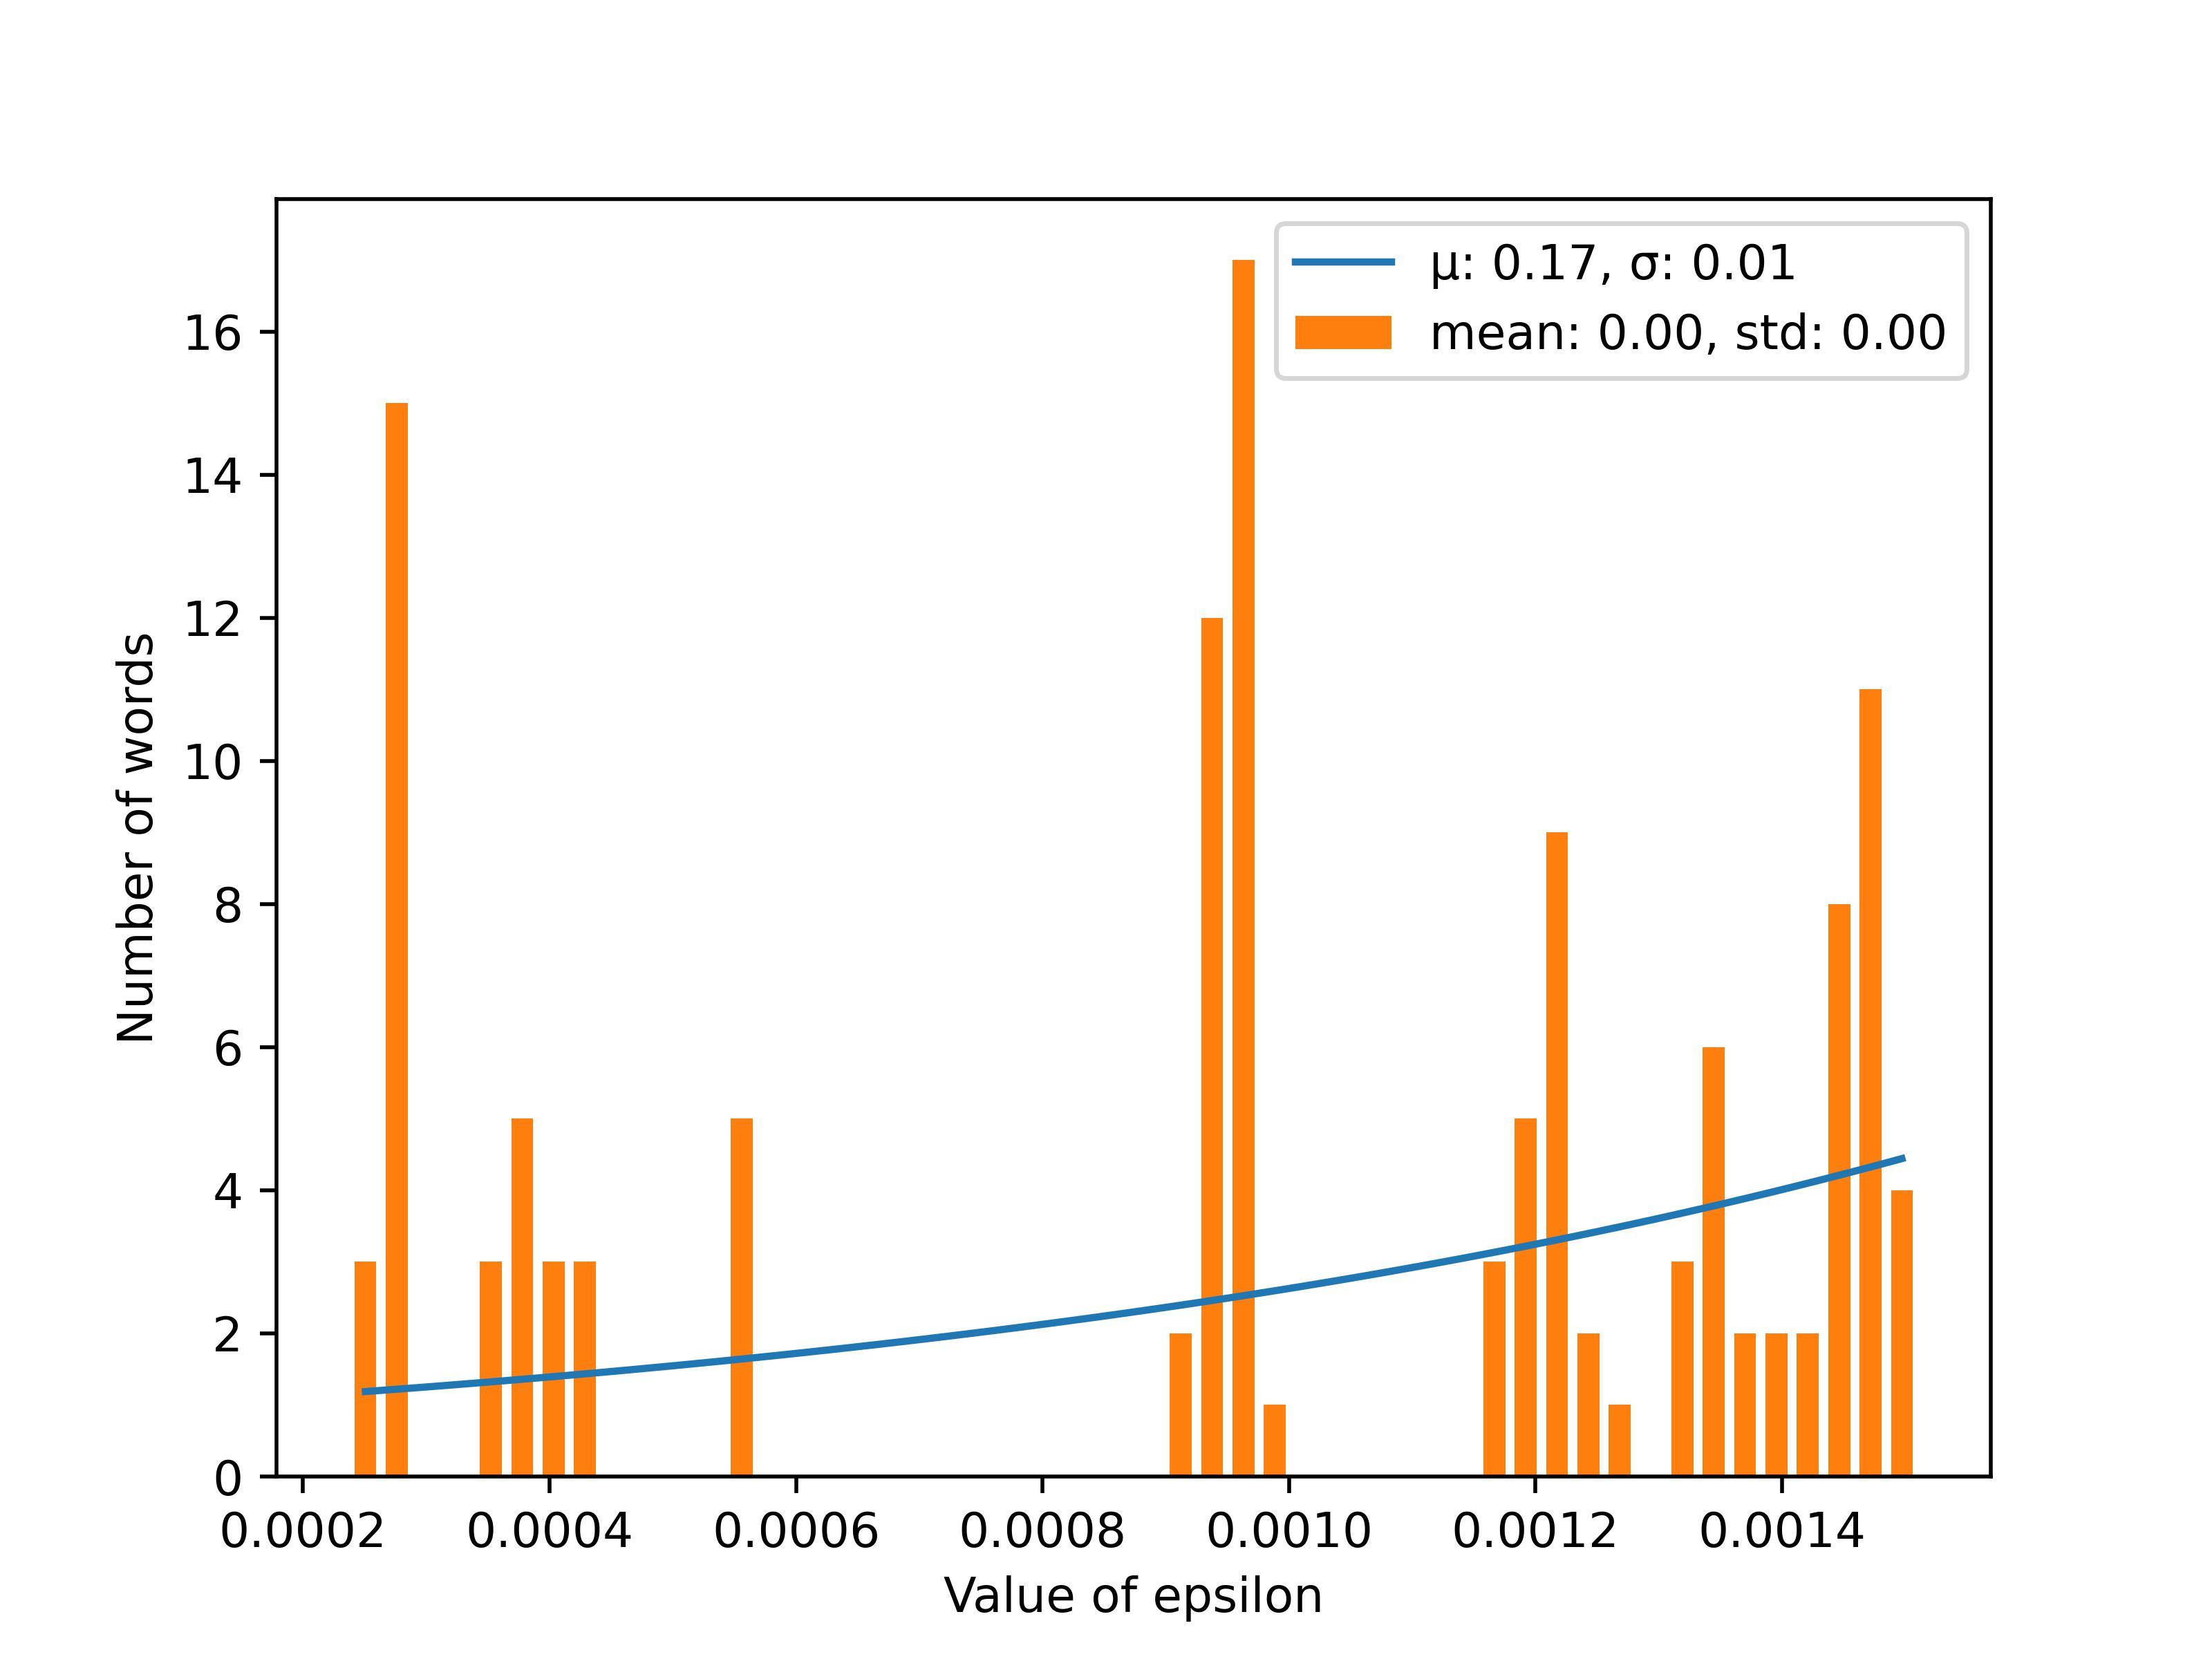 μ: 0.17, σ: 0.01
mean: 0.00, std: 0.00
16
14
12
10
8
6
4
2
0
Number of words
0.0002 0.0004 0.0006 0.0008 0.0010 0.0012 0.0014
Value of epsilon